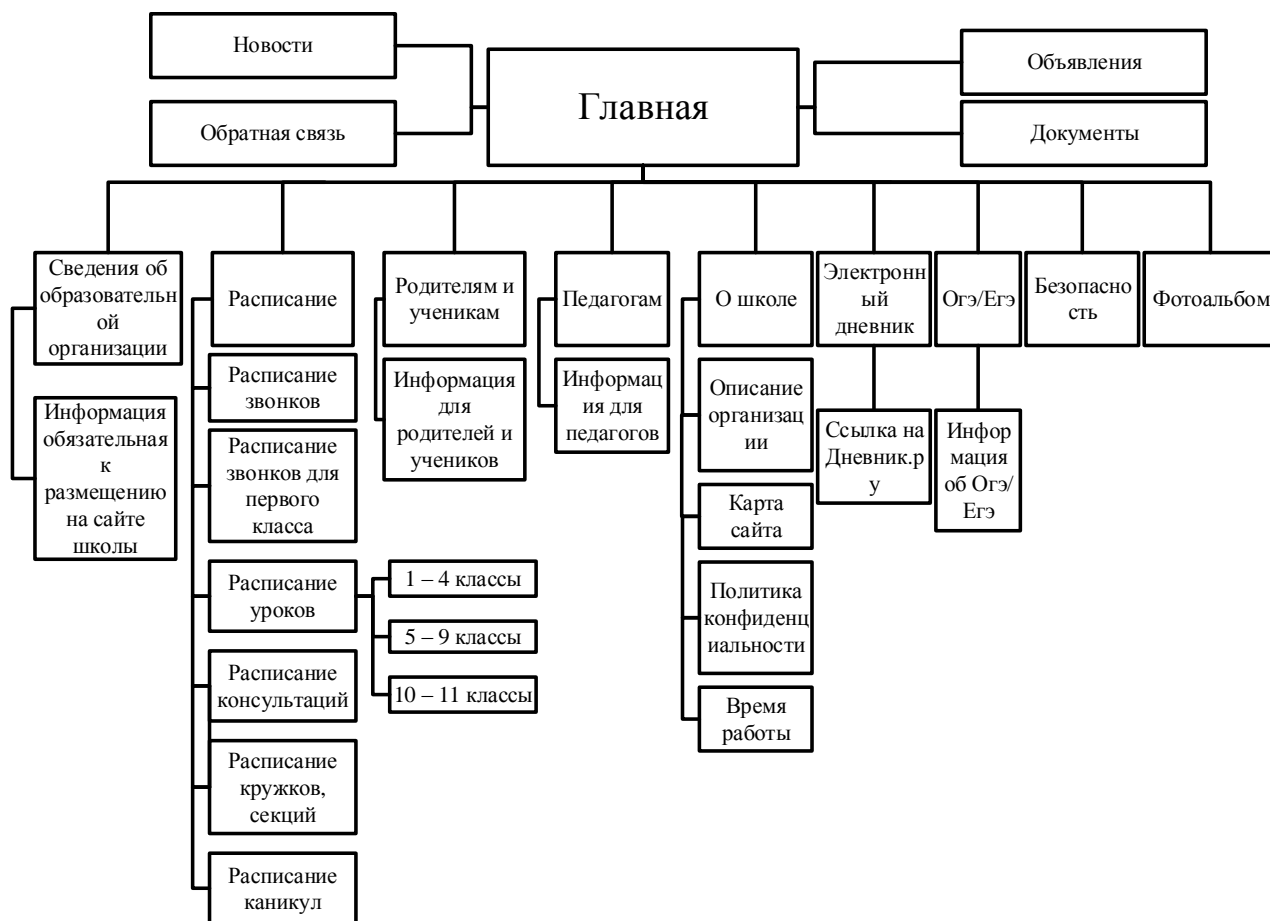 Новости
Обратная связь
Главная
Объявления
Документы
Сведения об
образовательн
ой
организации
Информация
обязательная
к
размещению
на сайте
школы
Расписание
Расписание
звонков
Расписание
звонков для
первого
класса
Расписание
уроков
1 – 4 классы
5 – 9 классы
10 – 11 классы
Расписание
консультаций
Расписание
кружков,
секций
Расписание
каникул
Родителям и
ученикам
Информация
для
родителей и
учеников
Педагогам
Информац
ия для
педагогов
О школе
Описание
организац
ии
Карта
сайта
Политика
конфиденц
иальности
Время
работы
Электронн
ый
дневник
Ссылка на
Дневник.р
у
Огэ/Егэ
Инфор
мация
об Огэ/
Егэ
Безопасно
сть
Фотоальбом